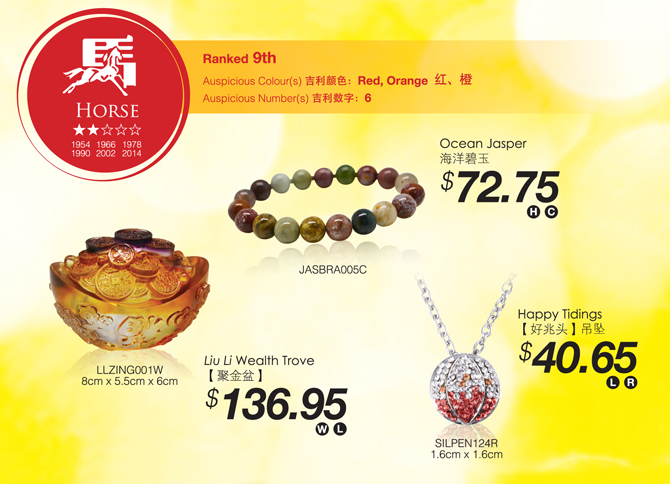 馬
HORSE
★★☆☆☆
1954 1966 1978
1990 2002 2014
Ranked 9th
Auspicious Colour(s) 吉利颜色: Red, Orange 红、橙
Auspicious Number(s) 吉利数字: 6
Ocean Jasper
海洋碧玉
$72.75
H C
JASBRA005C
LLZING001W
8cm x 5.5cm x 6cm
Liu Li Wealth Trove
【聚金盆】
$136.95
W L
Happy Tidings
【好兆头】吊坠
$40.65
L R
SILPEN124R
1.6cm x 1.6cm